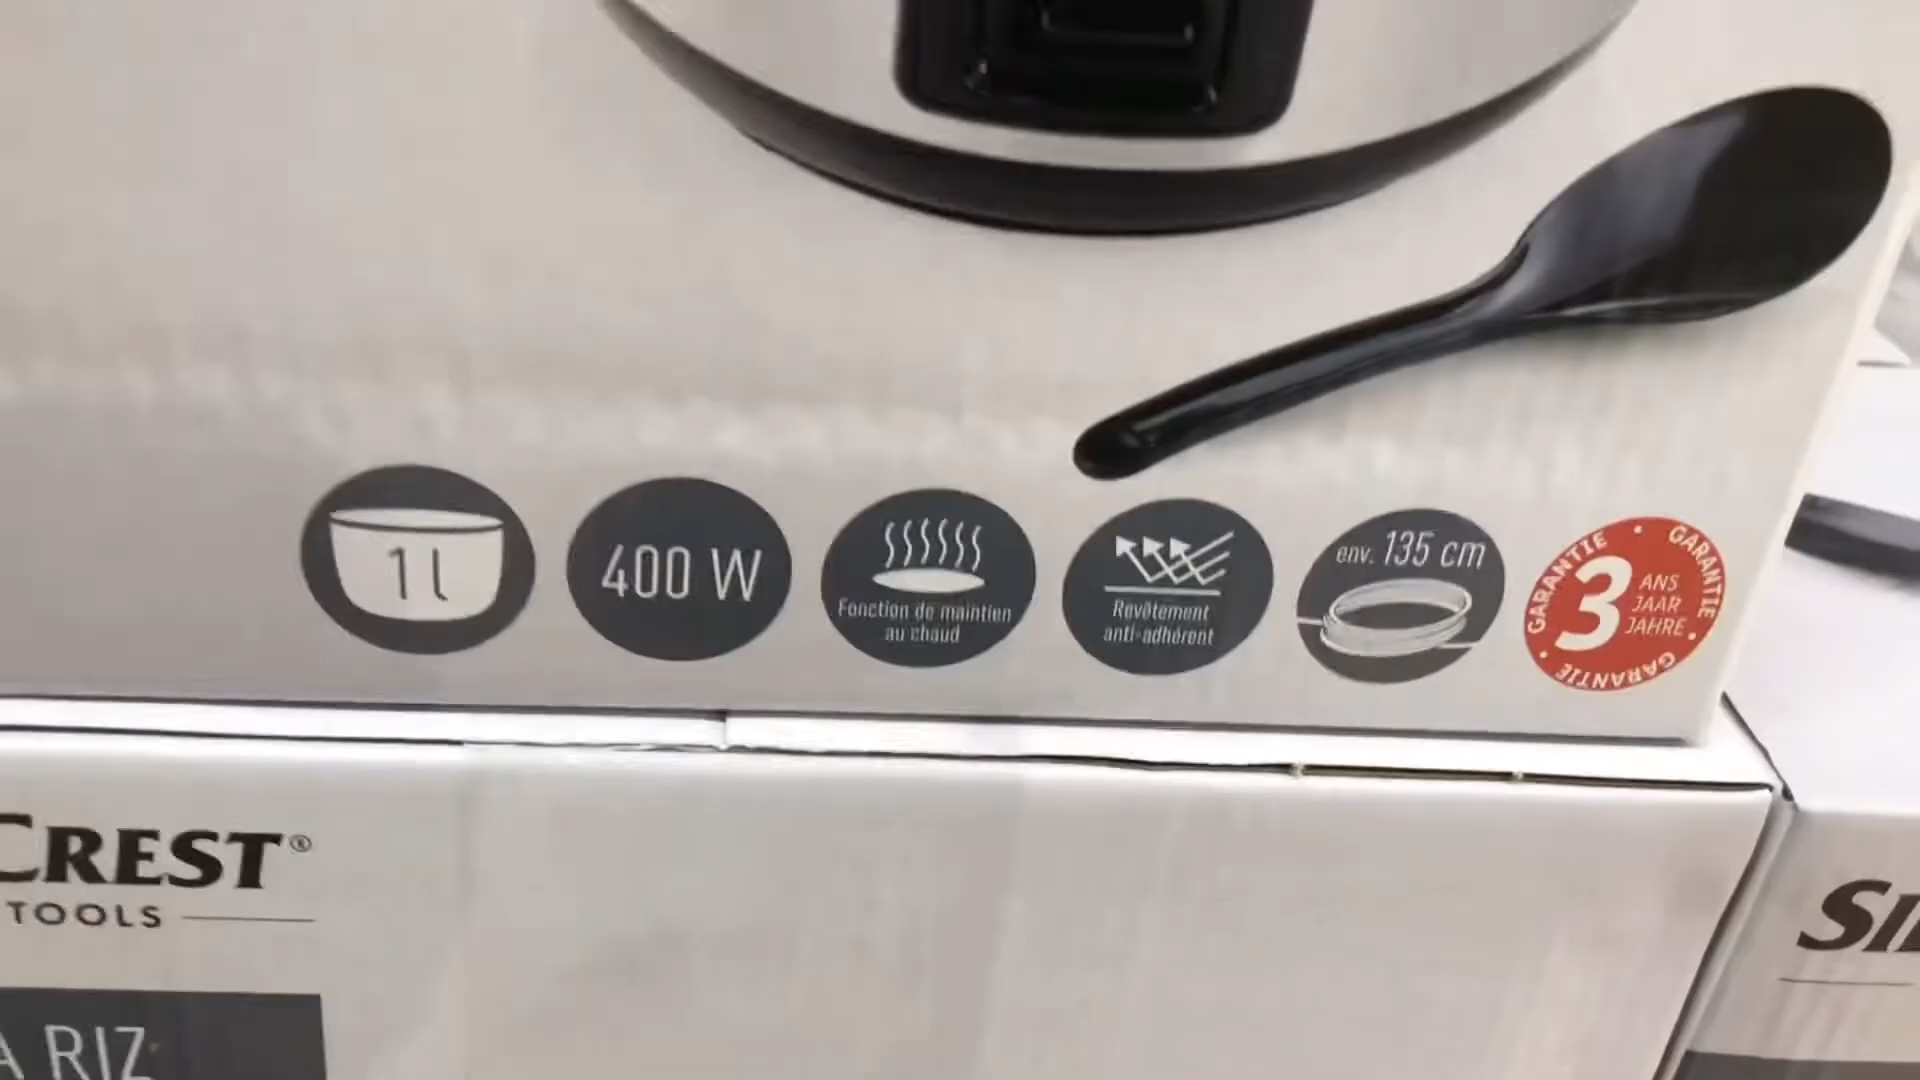 1 l
400 W
Fonction de maintien
au chaud
Revêtement
anti-adhérent
env. 135 cm
GARANTIE • GARANTIE • GARANTIE •
3
ANS
JAAR
JAHRE
CREST®
TOOLS
SI
A RIZ